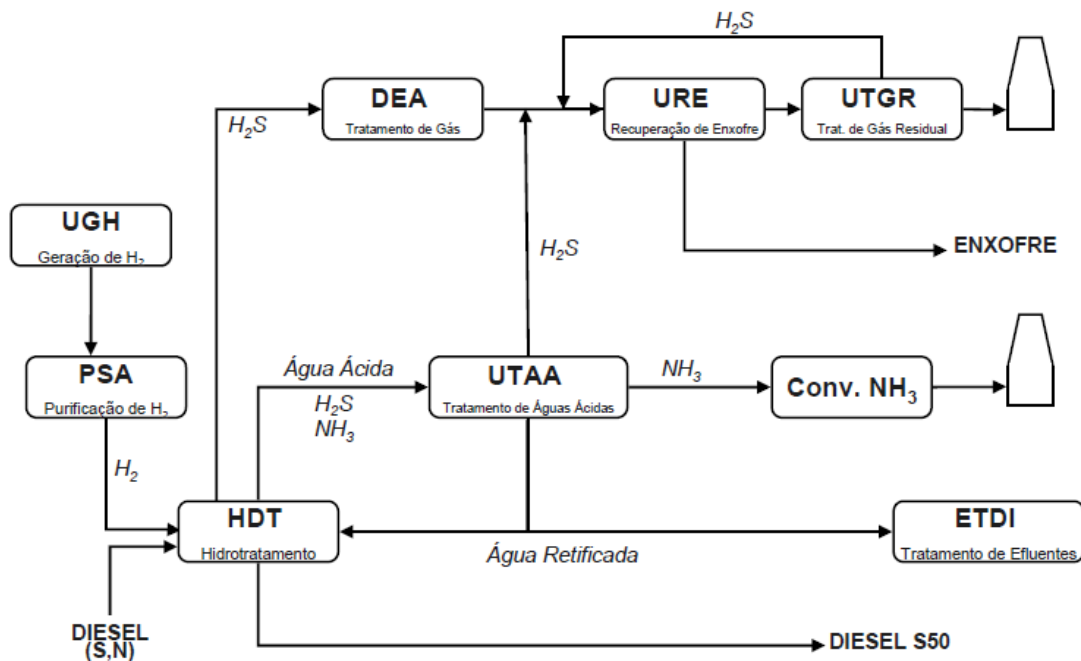 H2S
DEA
Tratamento de Gás
URE
Recuperação de Enxofre
UTGR
Trat. de Gás Residual
H2S
UGH
Geração de H2
H2S
ENXOFRE
PSA
Purificação de H2
Água Ácida
H2S
NH3
UTAA
Tratamento de Águas Ácidas
NH3
Conv. NH3
H2
HDT
Hidrotratamento
Água Retificada
ETDI
Tratamento de Efluentes
DIESEL
(S,N)
DIESEL S50